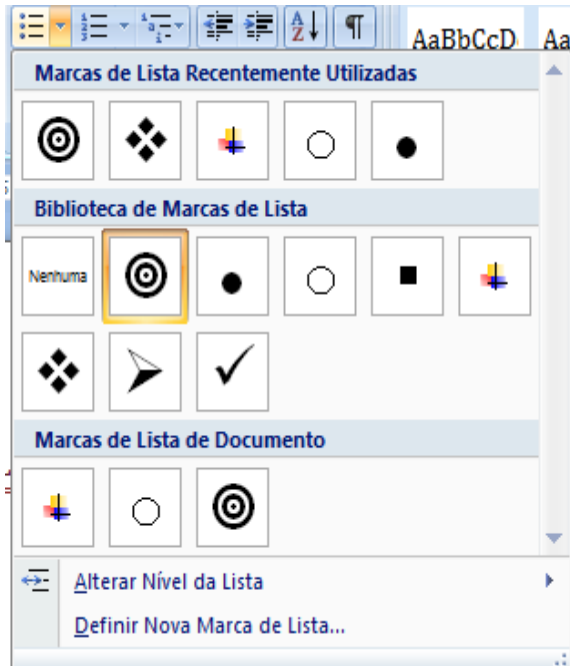 AaBbCcD Aa
Marcas de Lista Recentemente Utilizadas
Biblioteca de Marcas de Lista
Nenhuma
Marcas de Lista de Documento
Alterar Nível da Lista
Definir Nova Marca de Lista...